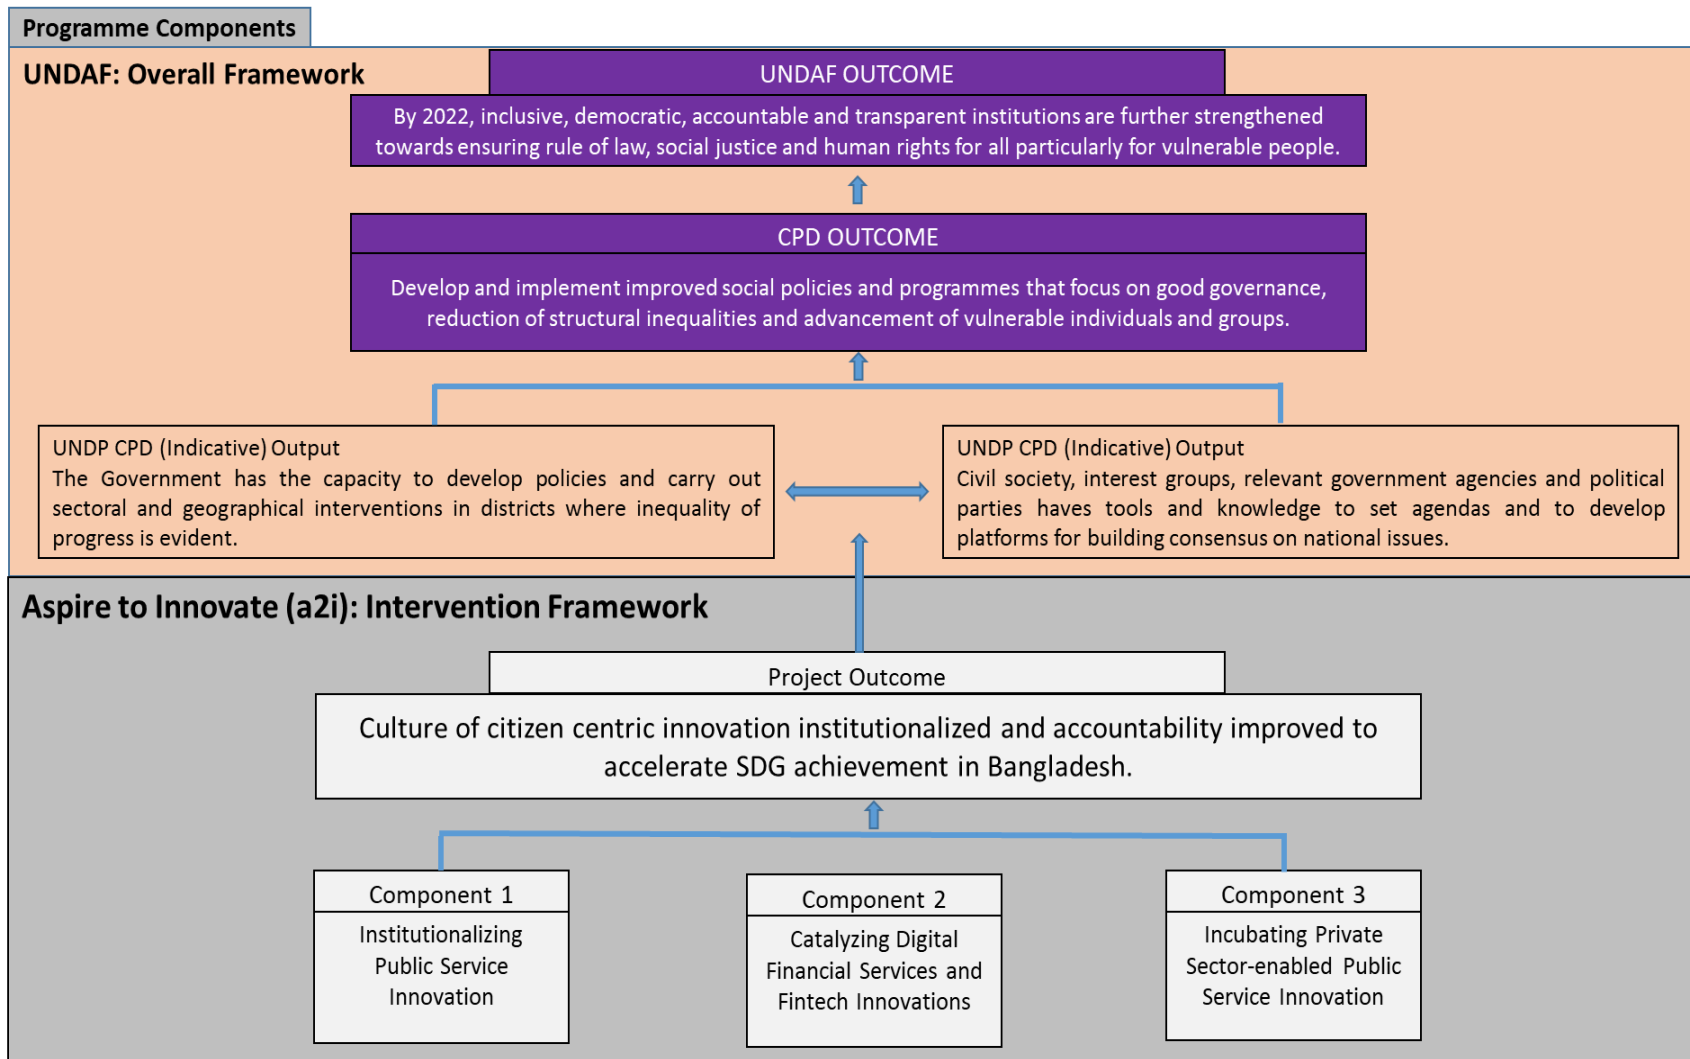 Programme Components
UNDAF: Overall Framework
UNDAF OUTCOME
By 2022, inclusive, democratic, accountable and transparent institutions are further strengthened
towards ensuring rule of law, social justice and human rights for all particularly for vulnerable people.
CPD OUTCOME
Develop and implement improved social policies and programmes that focus on good governance,
reduction of structural inequalities and advancement of vulnerable individuals and groups.
UNDP CPD (Indicative) Output
The Government has the capacity to develop policies and carry out
sectoral and geographical interventions in districts where inequality of
progress is evident.
UNDP CPD (Indicative) Output
Civil society, interest groups, relevant government agencies and political
parties haves tools and knowledge to set agendas and to develop
platforms for building consensus on national issues.
Aspire to Innovate (a2i): Intervention Framework
Project Outcome
Culture of citizen centric innovation institutionalized and accountability improved to
accelerate SDG achievement in Bangladesh.
Component 1
Institutionalizing
Public Service
Innovation
Component 2
Catalyzing Digital
Financial Services and
Fintech Innovations
Component 3
Incubating Private
Sector-enabled Public
Service Innovation